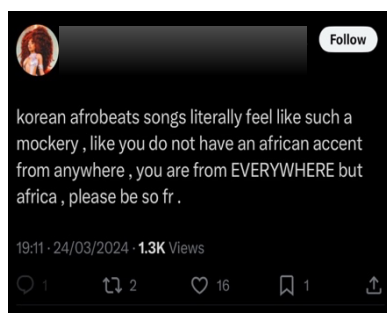 Follow
korean afrobeats songs literally feel like such a
mockery , like you do not have an african accent
from anywhere , you are from EVERYWHERE but
africa , please be so fr .
19:11 · 24/03/2024 · 1.3K Views
1 2 16 1